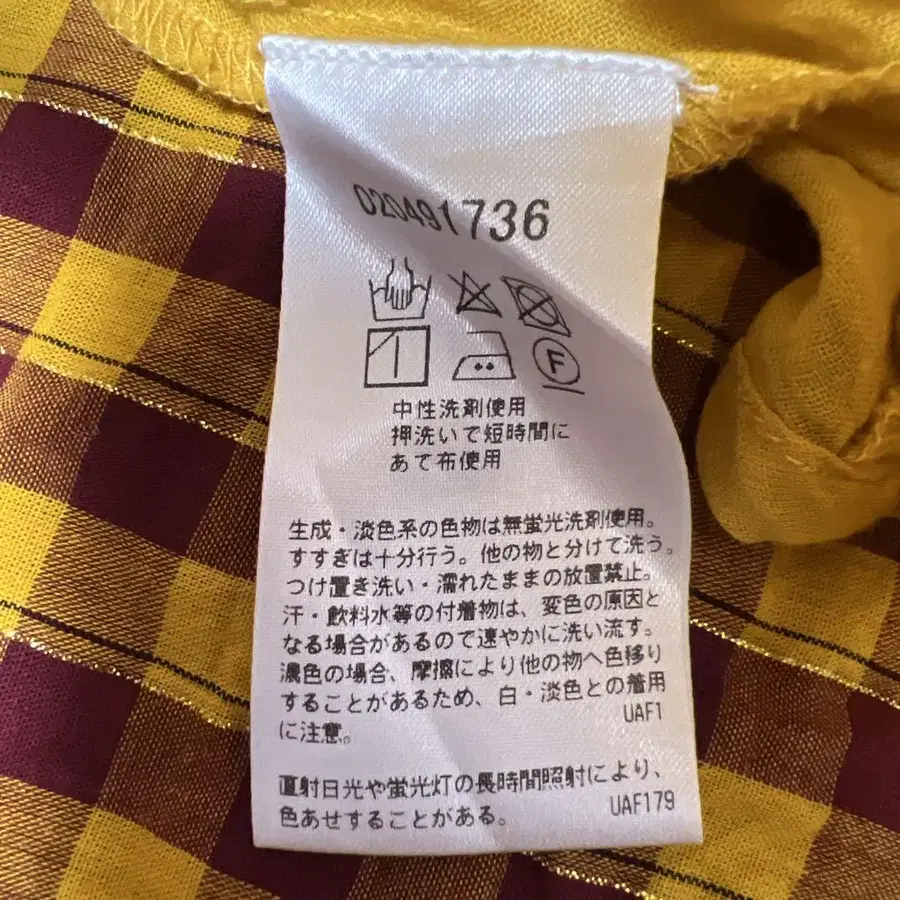 020491736
F
中性洗剤使用
押洗いで短時間に
あて布使用
生成・淡色系の色物は無蛍光洗剤使用。
すすぎは十分行う。他の物と分けて洗う。
つけ置き洗い・濡れたままの放置禁止。
汗・飲料水等の付着物は、変色の原因と
なる場合があるので速やかに洗い流す。
濃色の場合、摩擦により他の物へ色移り
することがあるため、白・淡色との着用
に注意。
UAF1
直射日光や蛍光灯の長時間照射により、
色あせすることがある。
UAF179